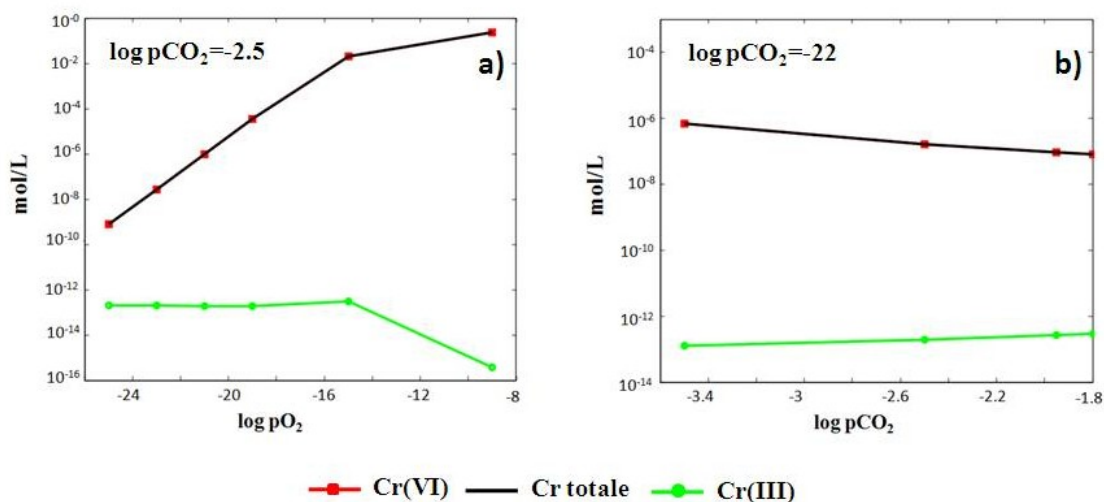 log pCO₂=-2.5
a)
10⁻⁰
10⁻²
10⁻⁴
10⁻⁶
10⁻⁸
10⁻¹⁰
10⁻¹²
10⁻¹⁴
10⁻¹⁶
mol/L
-24 -20 -16 -12 -8
log pO₂
log pCO₂=-22
b)
10⁻⁴
10⁻⁶
10⁻⁸
10⁻¹⁰
10⁻¹²
10⁻¹⁴
mol/L
-3.4 -3 -2.6 -2.2 -1.8
log pCO₂
Cr(VI) Cr totale Cr(III)